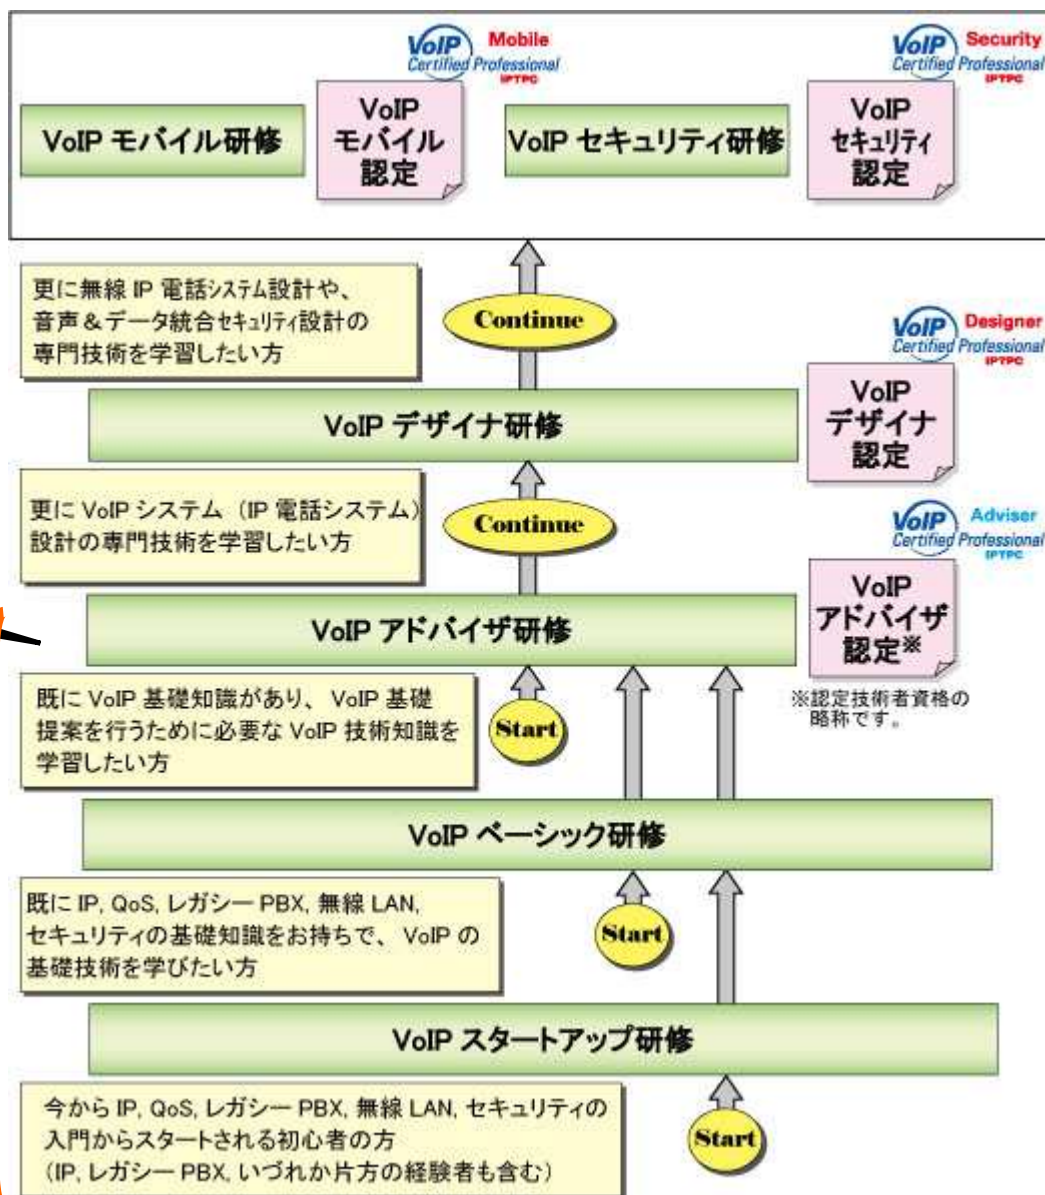 VoIP Mobile
Certified Professional
IPTPC
VoIP Security
Certified Professional
IPTPC
VoIP モバイル研修
VoIP
モバイル
認定
VoIP セキュリティ研修
VoIP
セキュリティ
認定
更に無線 IP 電話システム設計や、
音声＆データ統合セキュリティ設計の
専門技術を学習したい方
Continue
VoIP Designer
Certified Professional
IPTPC
VoIP デザイナ研修
VoIP
デザイナ
認定
更に VoIP システム（IP 電話システム）
設計の専門技術を学習したい方
Continue
VoIP Adviser
Certified Professional
IPTPC
VoIP アドバイザ研修
VoIP
アドバイザ
認定※
※認定技術者資格の
略称です。
既に VoIP 基礎知識があり、 VoIP 基礎
提案を行うために必要な VoIP 技術知識を
学習したい方
Start
VoIP ベーシック研修
既に IP, QoS, レガシー PBX, 無線 LAN,
セキュリティの基礎知識をお持ちで、 VoIP の
基礎技術を学びたい方
Start
VoIP スタートアップ研修
今から IP, QoS, レガシー PBX, 無線 LAN, セキュリティの
入門からスタートされる初心者の方
（IP, レガシー PBX, いづれか片方の経験者も含む）
Start